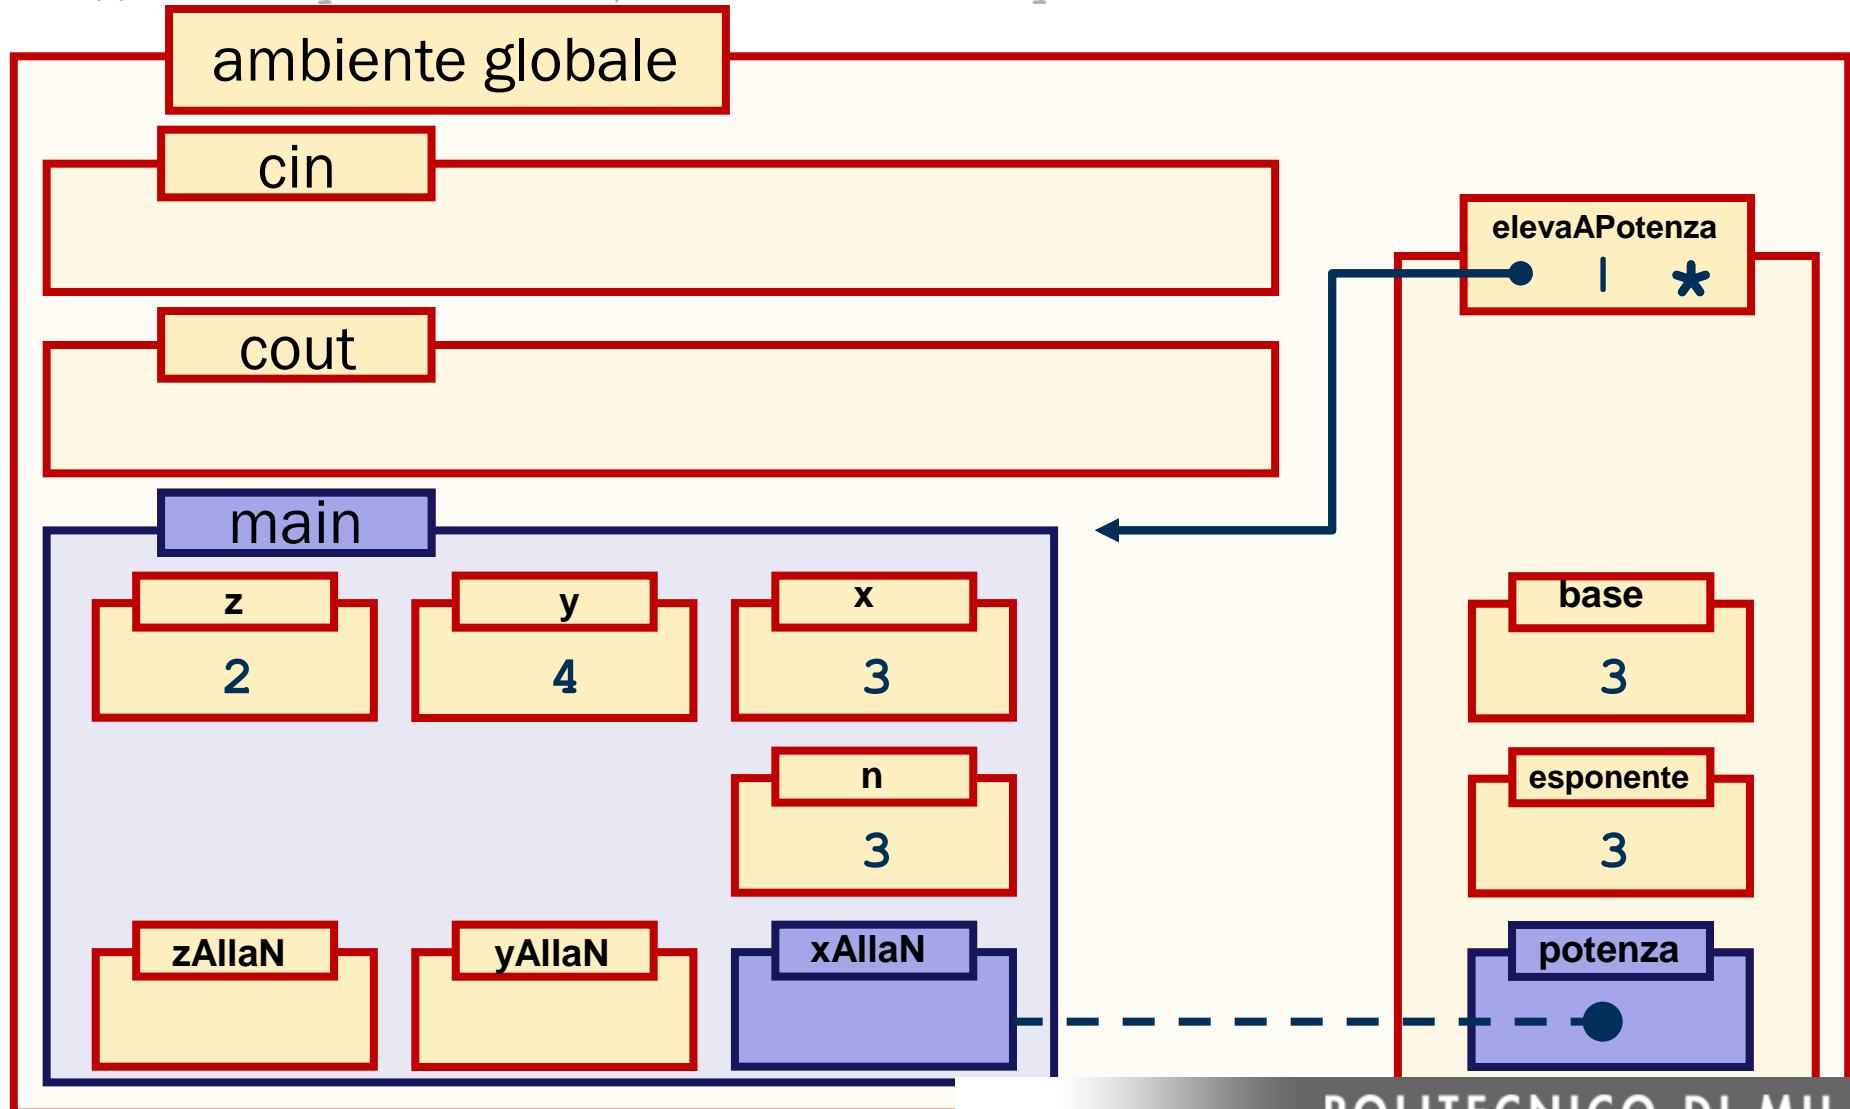 ambiente globale
cin
elevaAPotenza
| *
cout
main
z y x base
2 4 3 3
n esponente
3 3
zAllaN yAllaN xAllaN potenza